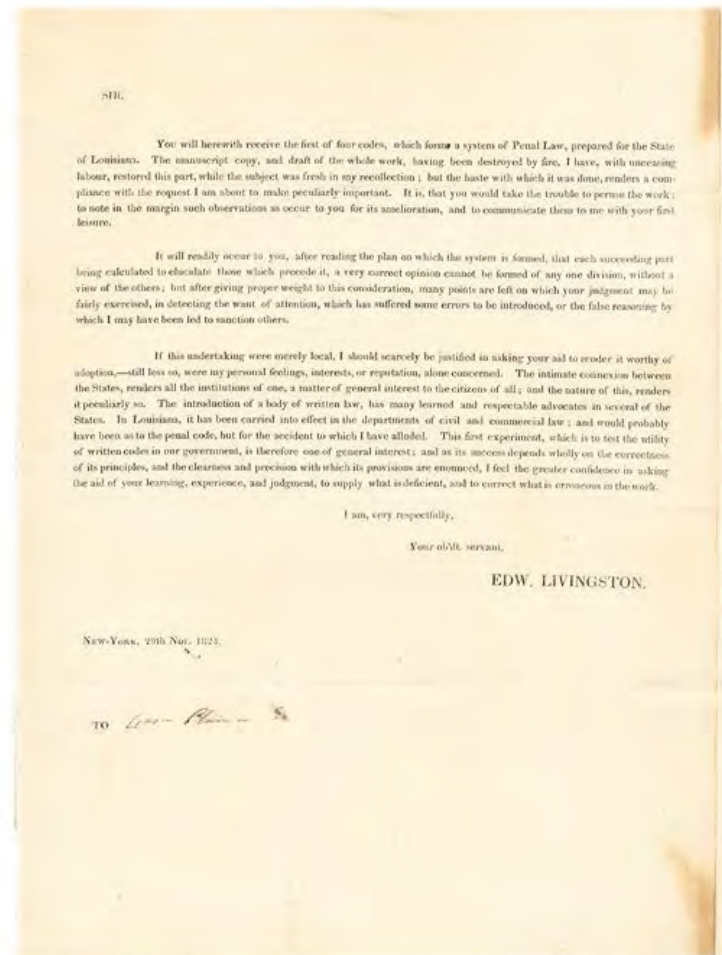 SIR,
You will herewith receive the first of four codes, which forms a system of Penal Law, prepared for the State
of Louisiana. The manuscript copy, and draft of the whole work, having been destroyed by fire, I have, with unceasing
labour, restored this part, while the subject was fresh in my recollection; but the haste with which it was done, renders a com-
pliance with the request I am about to make peculiarly important. It is, that you would take the trouble to peruse the work;
to note in the margin such observations as occur to you for its amelioration, and to communicate them to me with your first
leisure.
It will readily occur to you, after reading the plan on which the system is formed, that each succeeding part
being calculated to elucidate those which precede it, a very correct opinion cannot be formed of any one division, without a
view of the others; but after giving proper weight to this consideration, many points are left on which your judgment may be
fairly exercised, in detecting the want of attention, which has suffered some errors to be introduced, or the false reasoning by
which I may have been led to sanction others.
If this undertaking were merely local, I should scarcely be justified in asking your aid to render it worthy of
adoption,—still less so, were my personal feelings, interests, or reputation, alone concerned. The intimate connexion between
the States, renders all the institutions of one, a matter of general interest to the citizens of all; and the nature of this, renders
it peculiarly so. The introduction of a body of written law, has many learned and respectable advocates in several of the
States. In Louisiana, it has been carried into effect in the departments of civil and commercial law; and would probably
have been as to the penal code, but for the accident to which I have alluded. This first experiment, which is to test the utility
of written codes in our government, is therefore one of general interest; and as its success depends wholly on the correctness
of its principles, and the clearness and precision with which its provisions are enounced, I feel the greater confidence in asking
the aid of your learning, experience, and judgment, to supply what is deficient, and to correct what is erroneous in the work.
I am, very respectfully,
Your ob'dt. servant,
EDW. LIVINGSTON.
NEW-YORK, 29th Nov. 1824.
TO